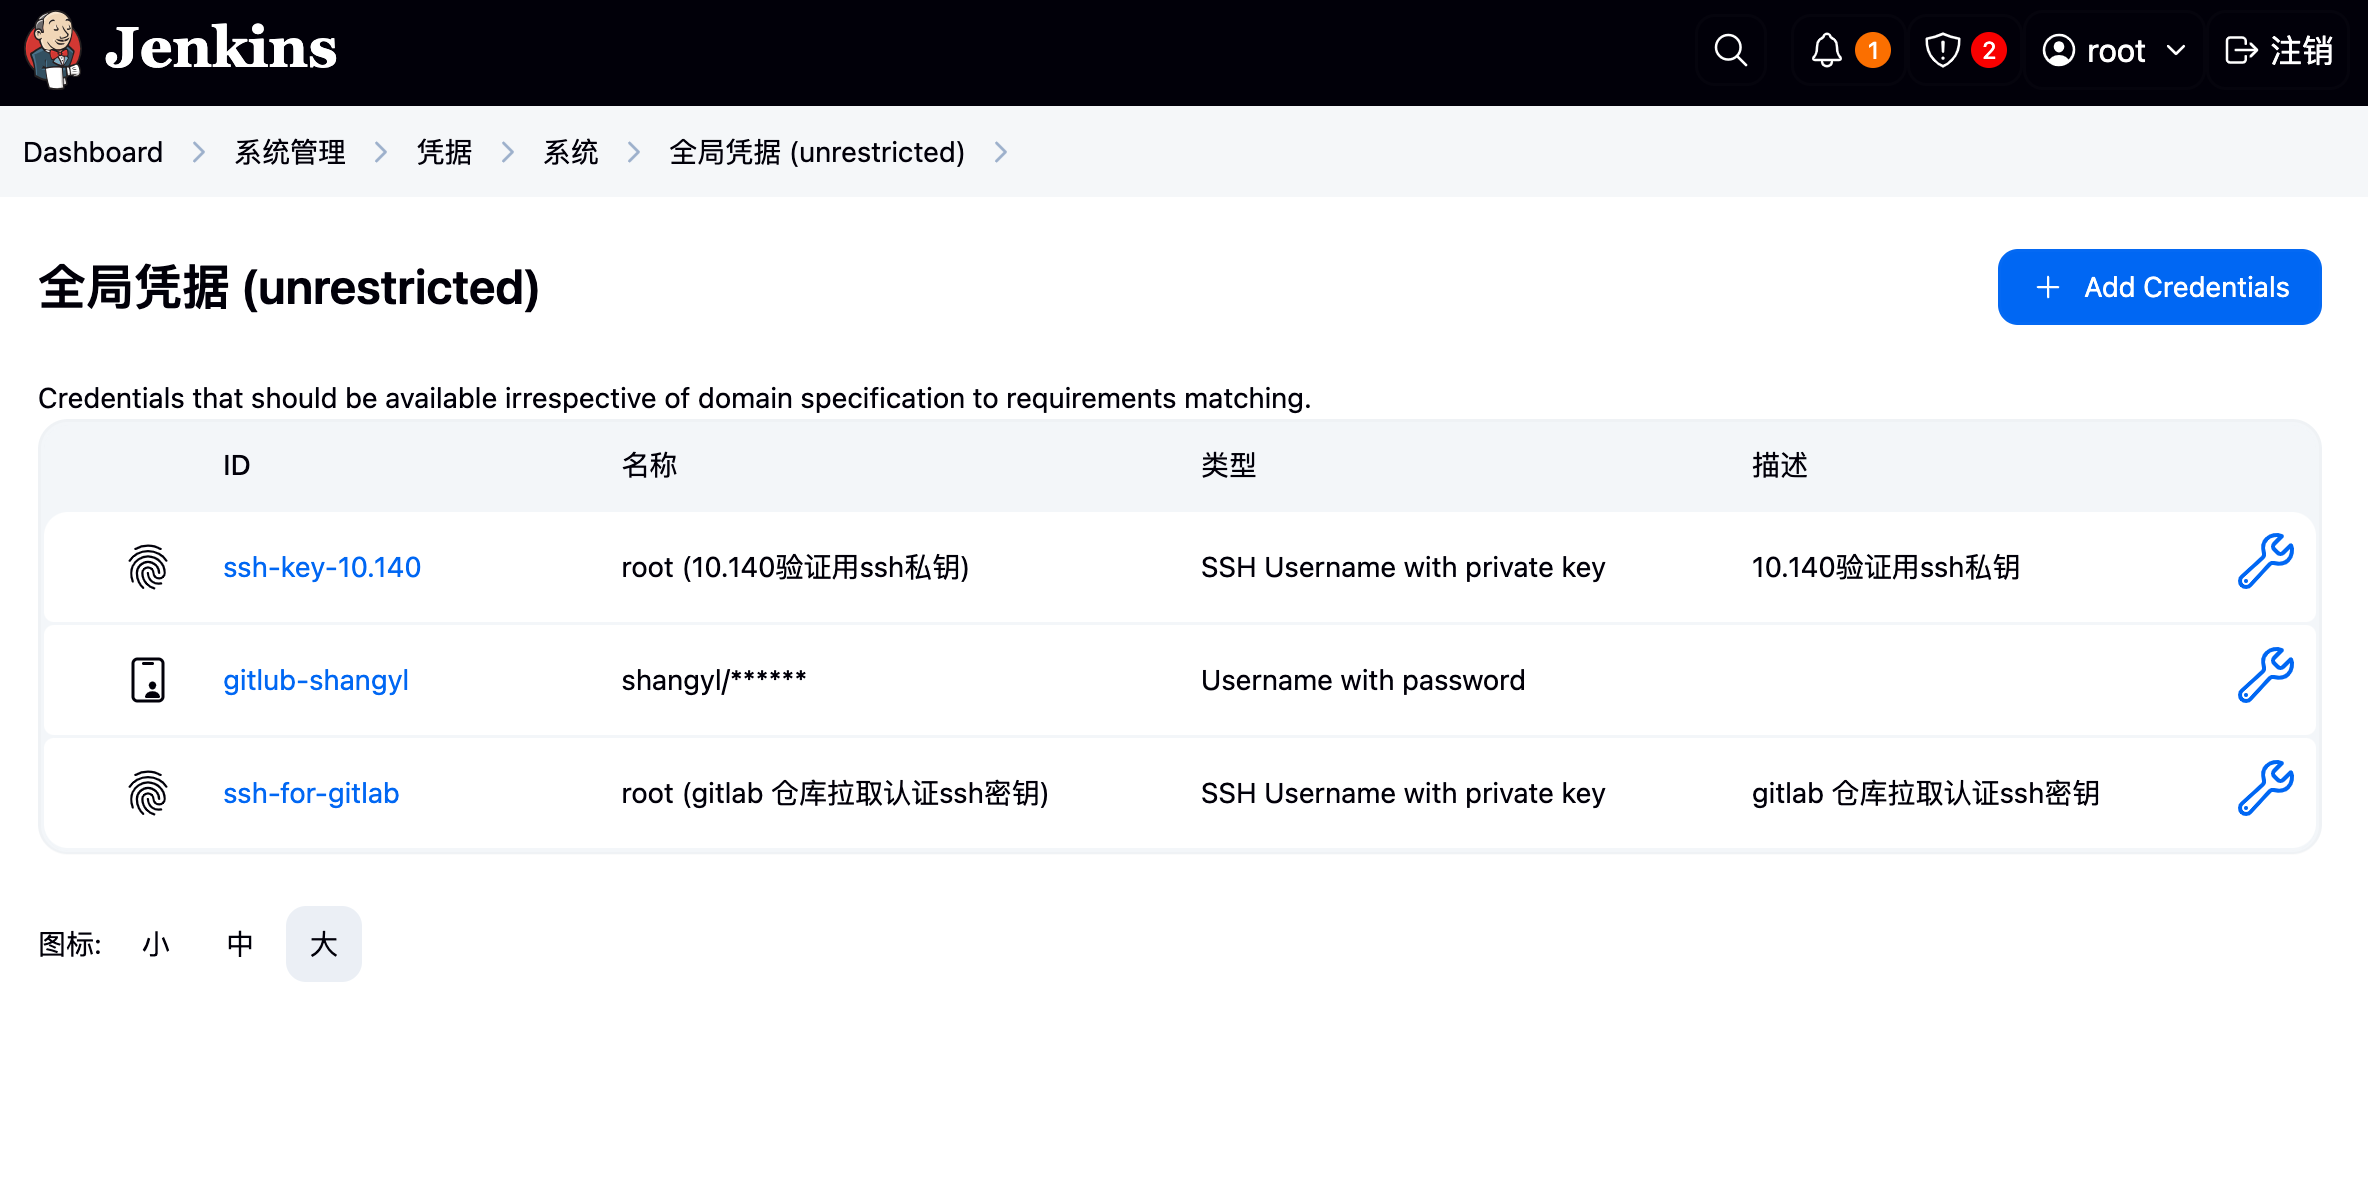 Jenkins 1 2 root 注销
Dashboard 系统管理 凭据 系统 全局凭据 (unrestricted)
全局凭据 (unrestricted) Add Credentials
Credentials that should be available irrespective of domain specification to requirements matching.
ID 名称 类型 描述
ssh-key-10.140 root (10.140验证用ssh私钥) SSH Username with private key 10.140验证用ssh私钥
gitlub-shangyl shangyl/****** Username with password
ssh-for-gitlab root (gitlab 仓库拉取认证ssh密钥) SSH Username with private key gitlab 仓库拉取认证ssh密钥
图标: 小 中 大